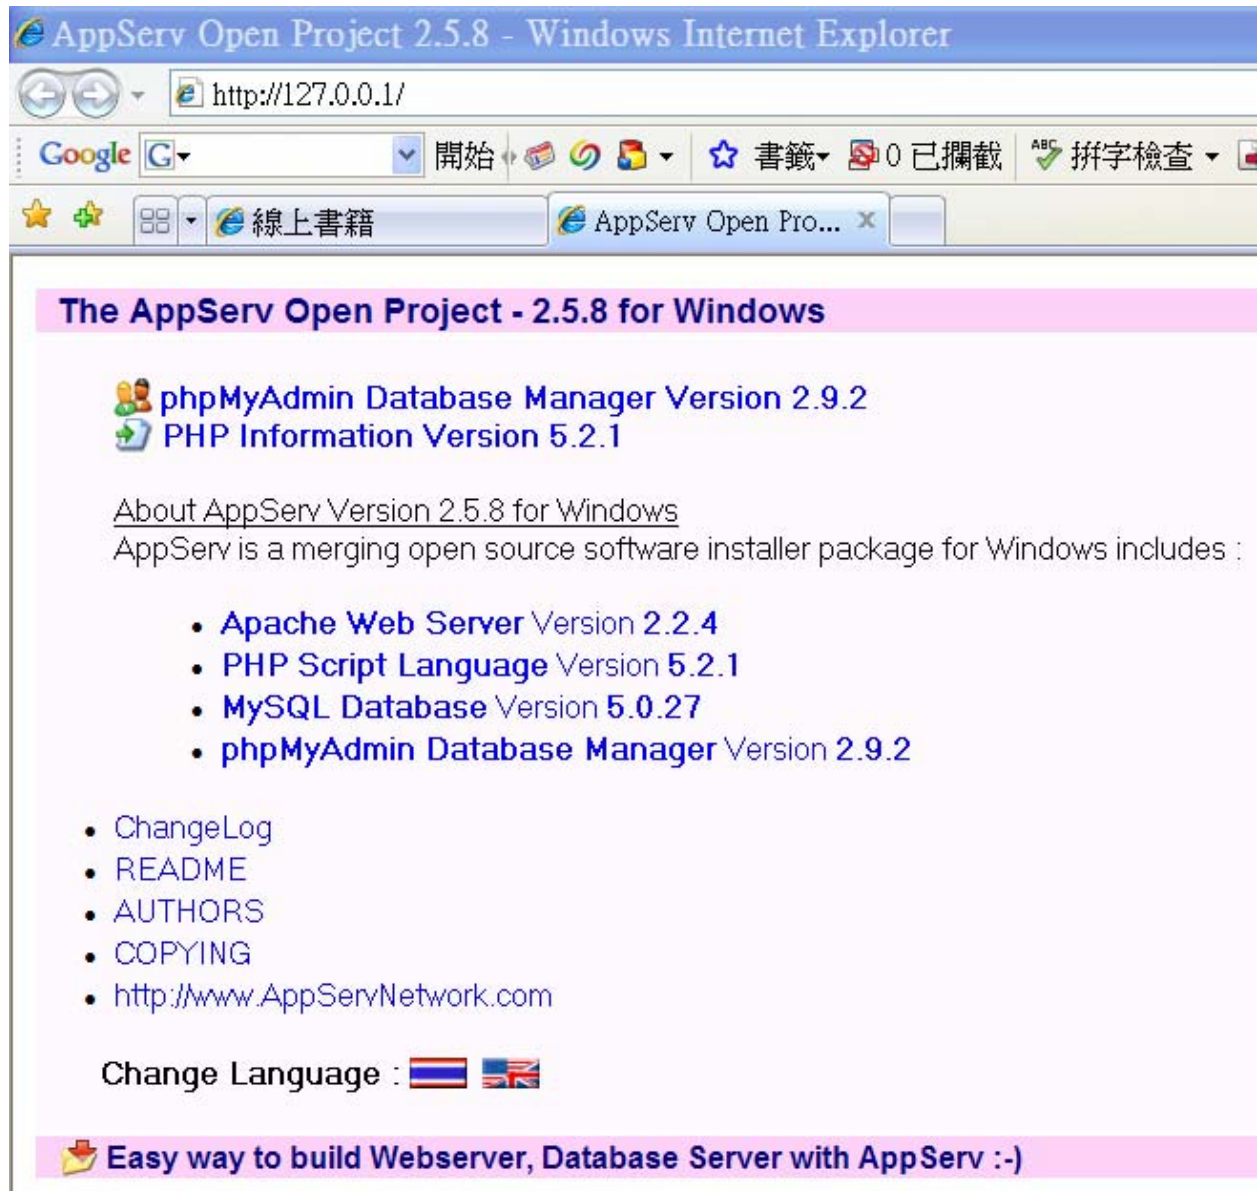 AppServ Open Project 2.5.8 - Windows Internet Explorer
http://127.0.0.1/
Google G 開始 書籤 0 已攔截 ABC 拼字檢查
線上書籍 AppServ Open Pro...
The AppServ Open Project - 2.5.8 for Windows
phpMyAdmin Database Manager Version 2.9.2
PHP Information Version 5.2.1
About AppServ Version 2.5.8 for Windows
AppServ is a merging open source software installer package for Windows includes :
Apache Web Server Version 2.2.4
PHP Script Language Version 5.2.1
MySQL Database Version 5.0.27
phpMyAdmin Database Manager Version 2.9.2
ChangeLog
README
AUTHORS
COPYING
http://www.AppServNetwork.com
Change Language :
Easy way to build Webserver, Database Server with AppServ :-)